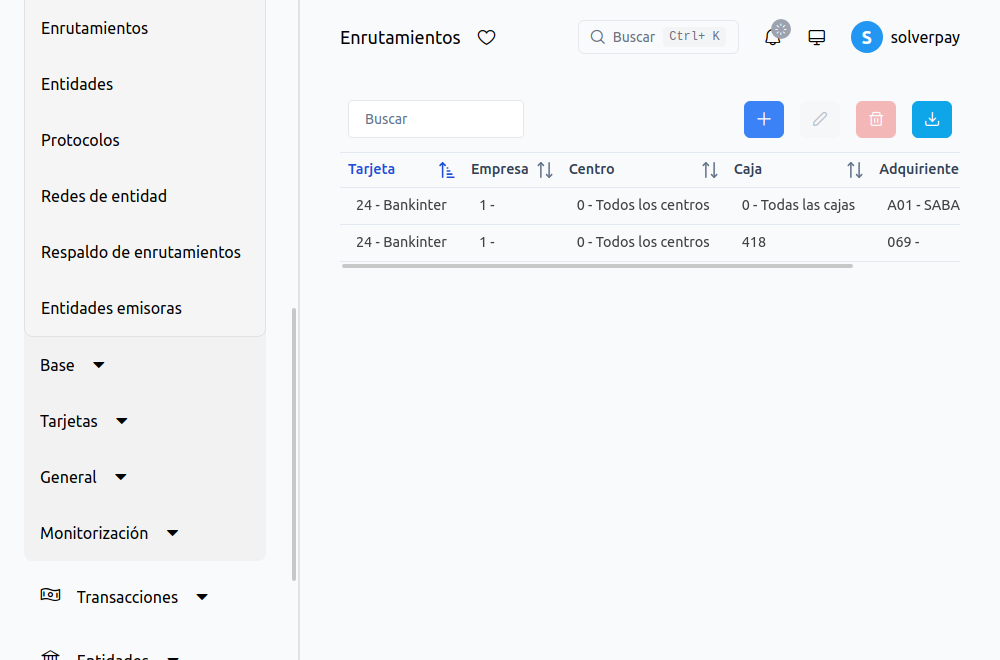 Enrutamientos
Entidades
Protocolos
Redes de entidad
Respaldo de enrutamientos
Entidades emisoras
Base
Tarjetas
General
Monitorización
Transacciones
Entidades
Enrutamientos
Buscar Ctrl+ K
S solverpay
Buscar
Tarjeta Empresa Centro Caja Adquiriente
24 - Bankinter 1 - 0 - Todos los centros 0 - Todas las cajas A01 - SABA
24 - Bankinter 1 - 0 - Todos los centros 418 069 -